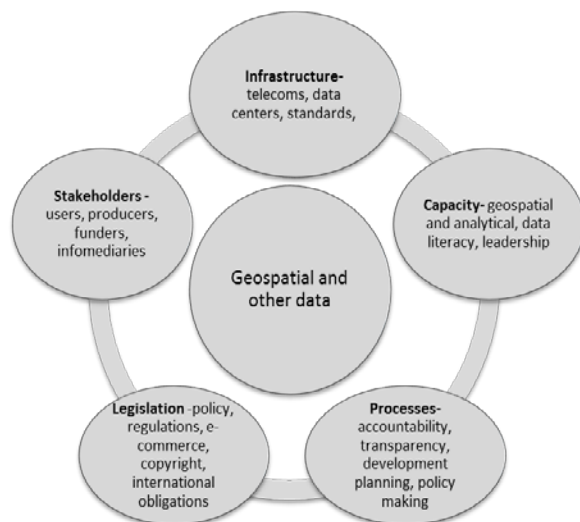 Infrastructure-
telecoms, data
centers, standards,
Capacity- geospatial
and analytical, data
literacy, leadership
Processes-
accountability,
transparency,
development
planning, policy
making
Legislation -policy,
regulations, e-
commerce,
copyright,
international
obligations
Stakeholders -
users, producers,
funders,
infomediaries
Geospatial and
other data